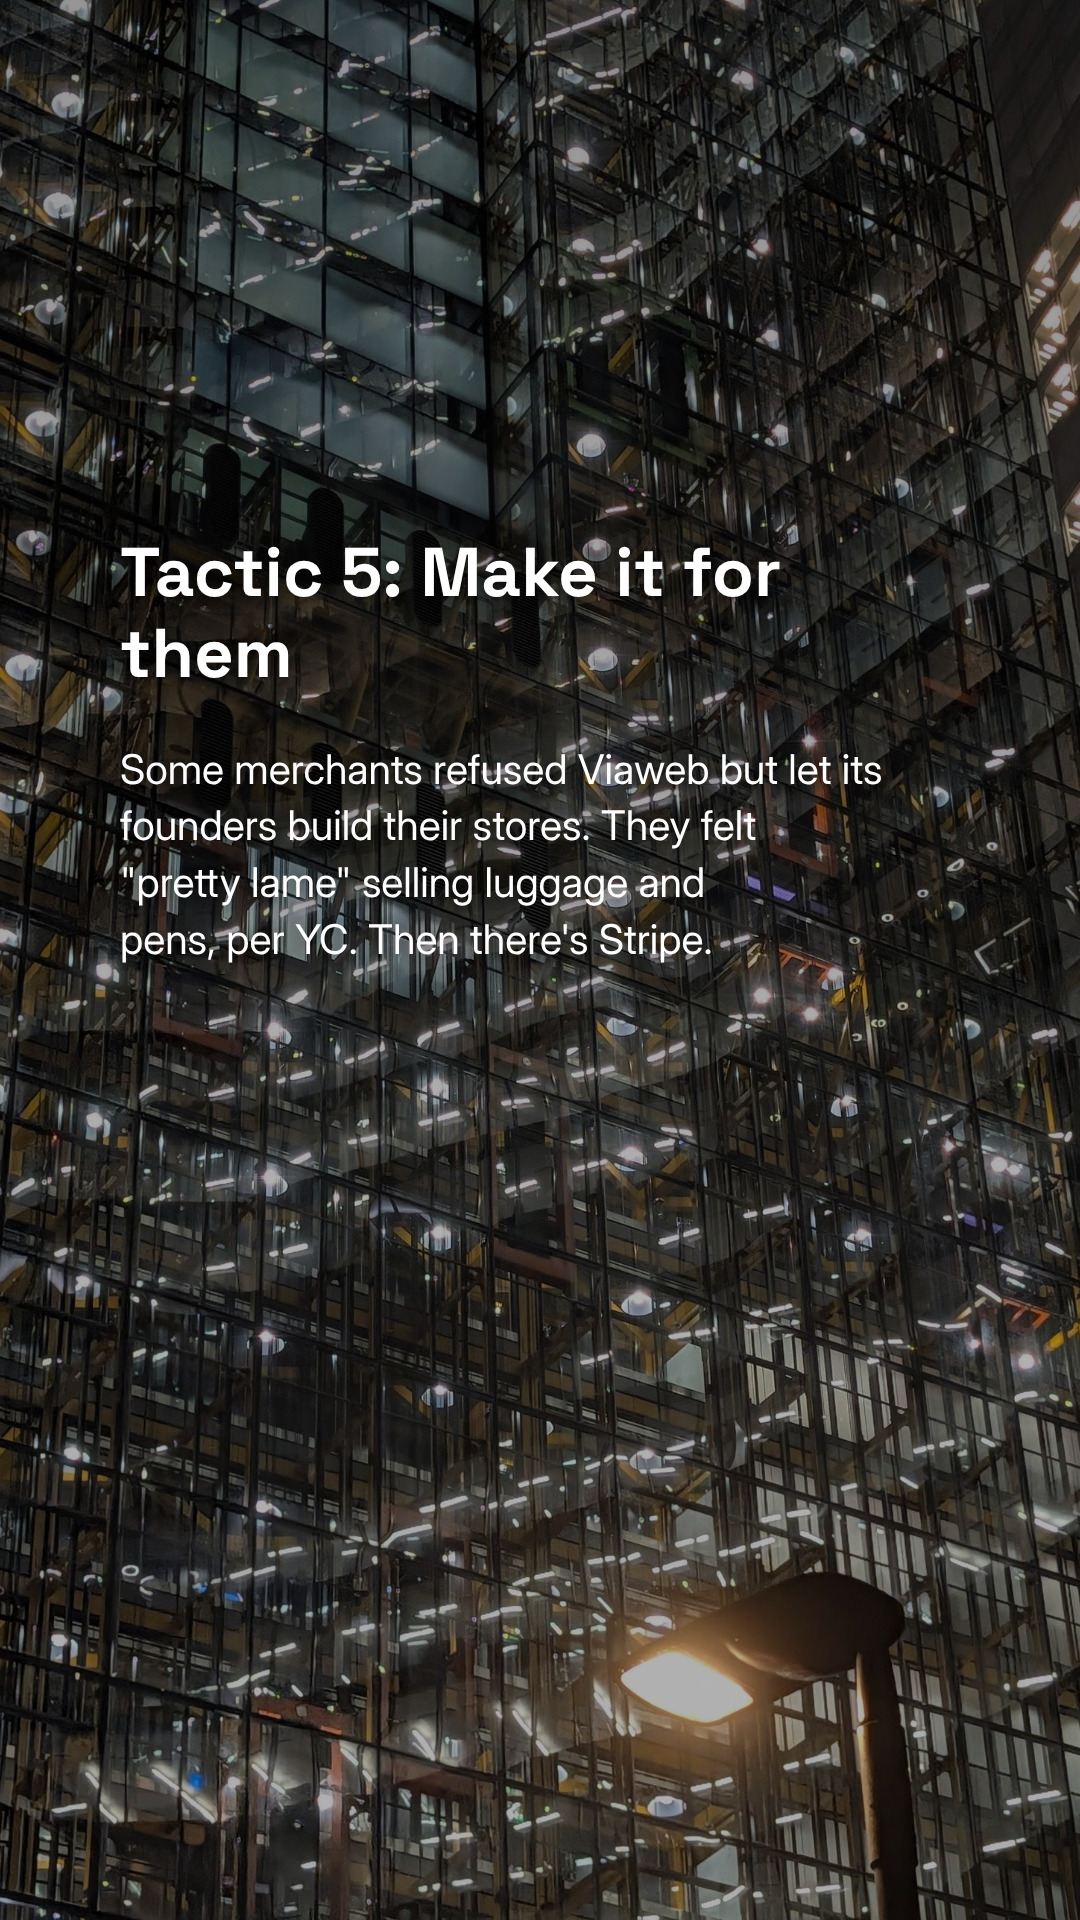 Tactic 5: Make it for
them
Some merchants refused Viaweb but let its
founders build their stores. They felt
"pretty lame" selling luggage and
pens, per YC. Then there's Stripe.